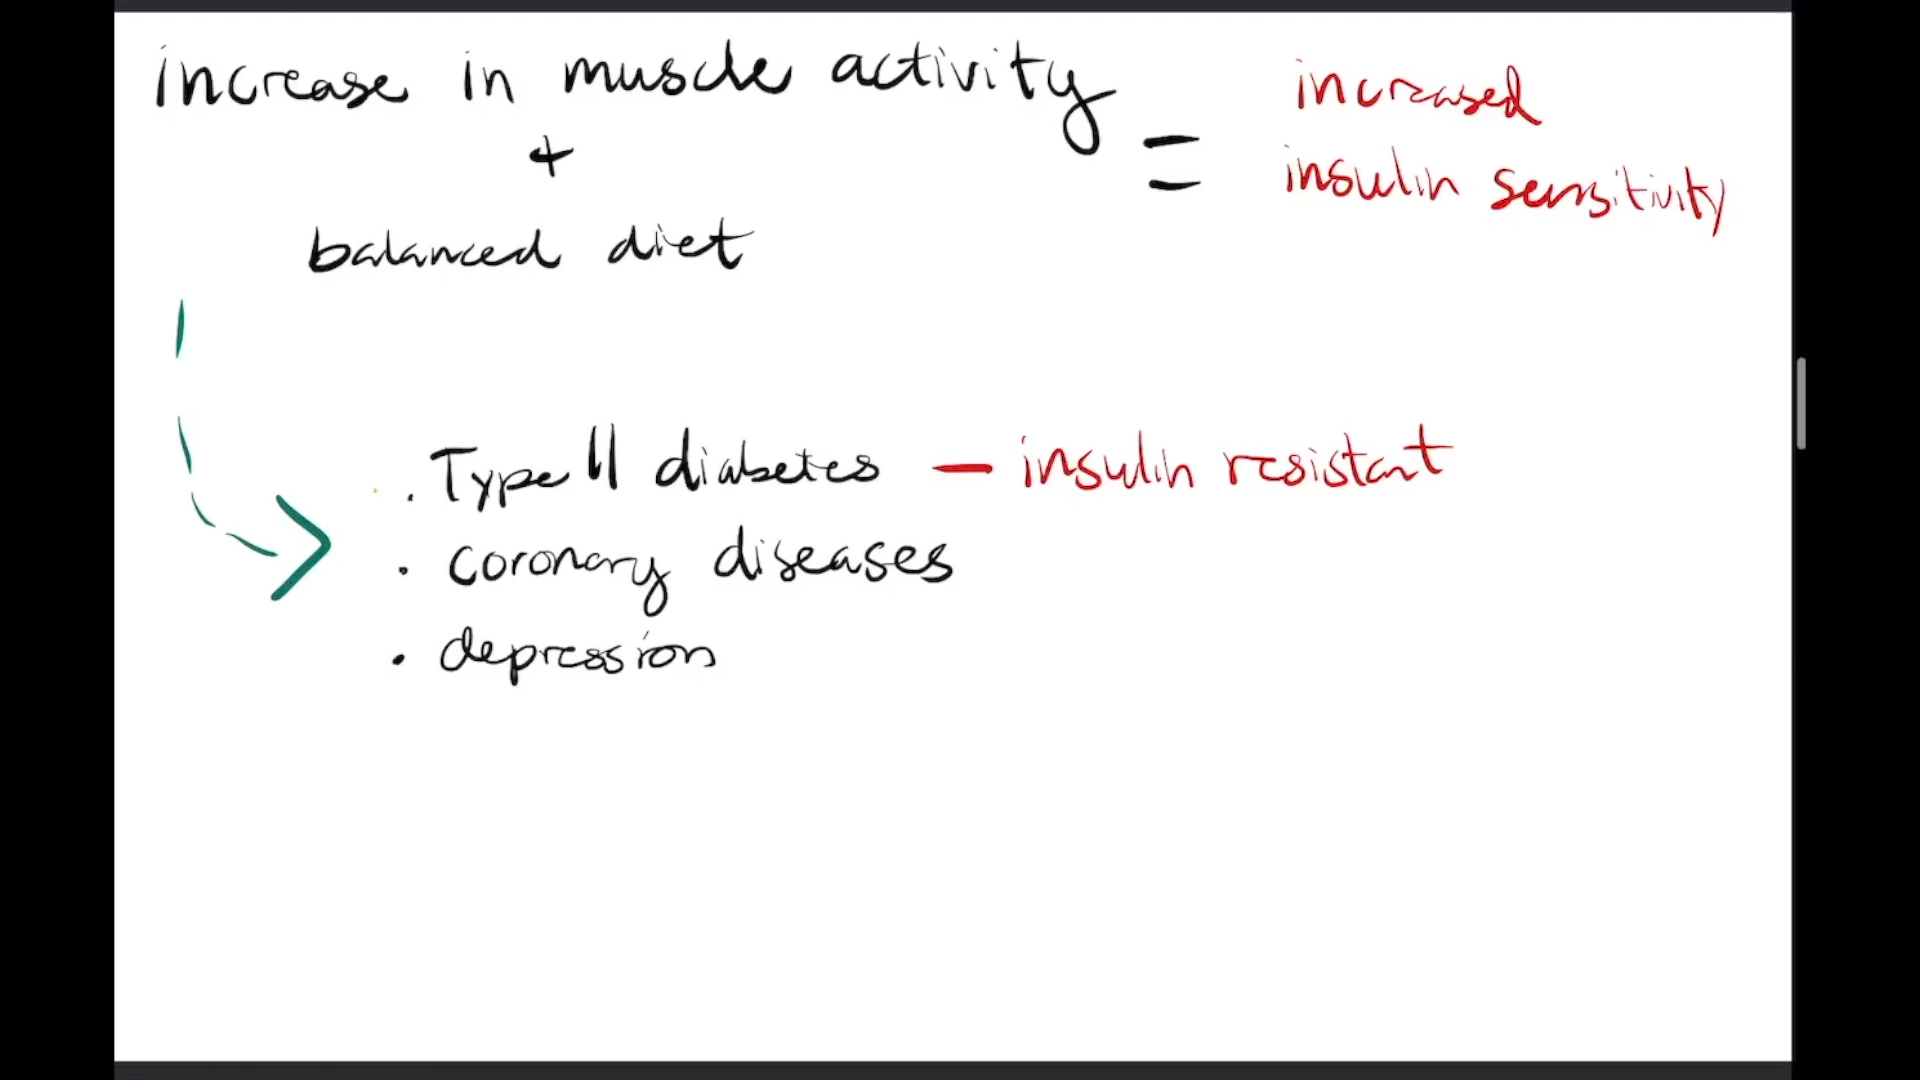 increase in muscle activity
+
balanced diet
=
increased
insulin sensitivity
. Type II diabetes — insulin resistant
. coronary diseases
. depression